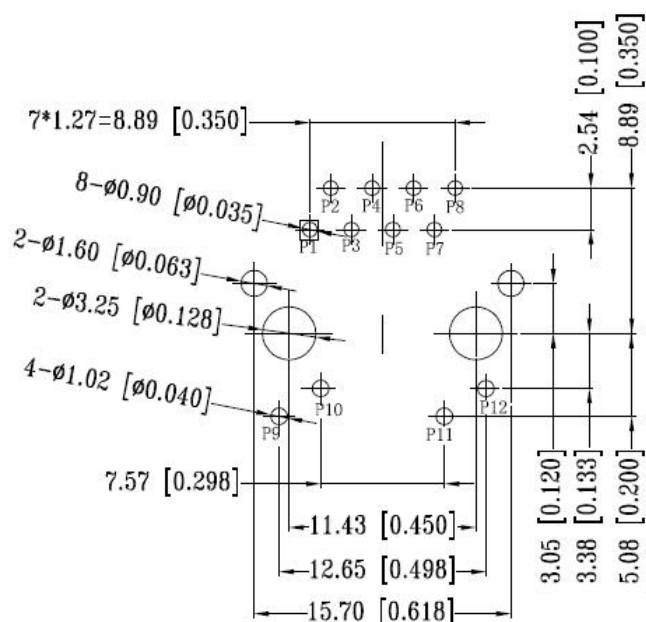 2.54 [0.100]
8.89 [0.350]
7*1.27=8.89 [0.350]
P2 P4 P6 P8
8-ø0.90 [ø0.035]
P1 P3 P5 P7
2-ø1.60 [ø0.063]
2-ø3.25 [ø0.128]
4-ø1.02 [ø0.040]
P10 P12
P9 P11
7.57 [0.298]
11.43 [0.450]
12.65 [0.498]
15.70 [0.618]
3.05 [0.120]
3.38 [0.133]
5.08 [0.200]